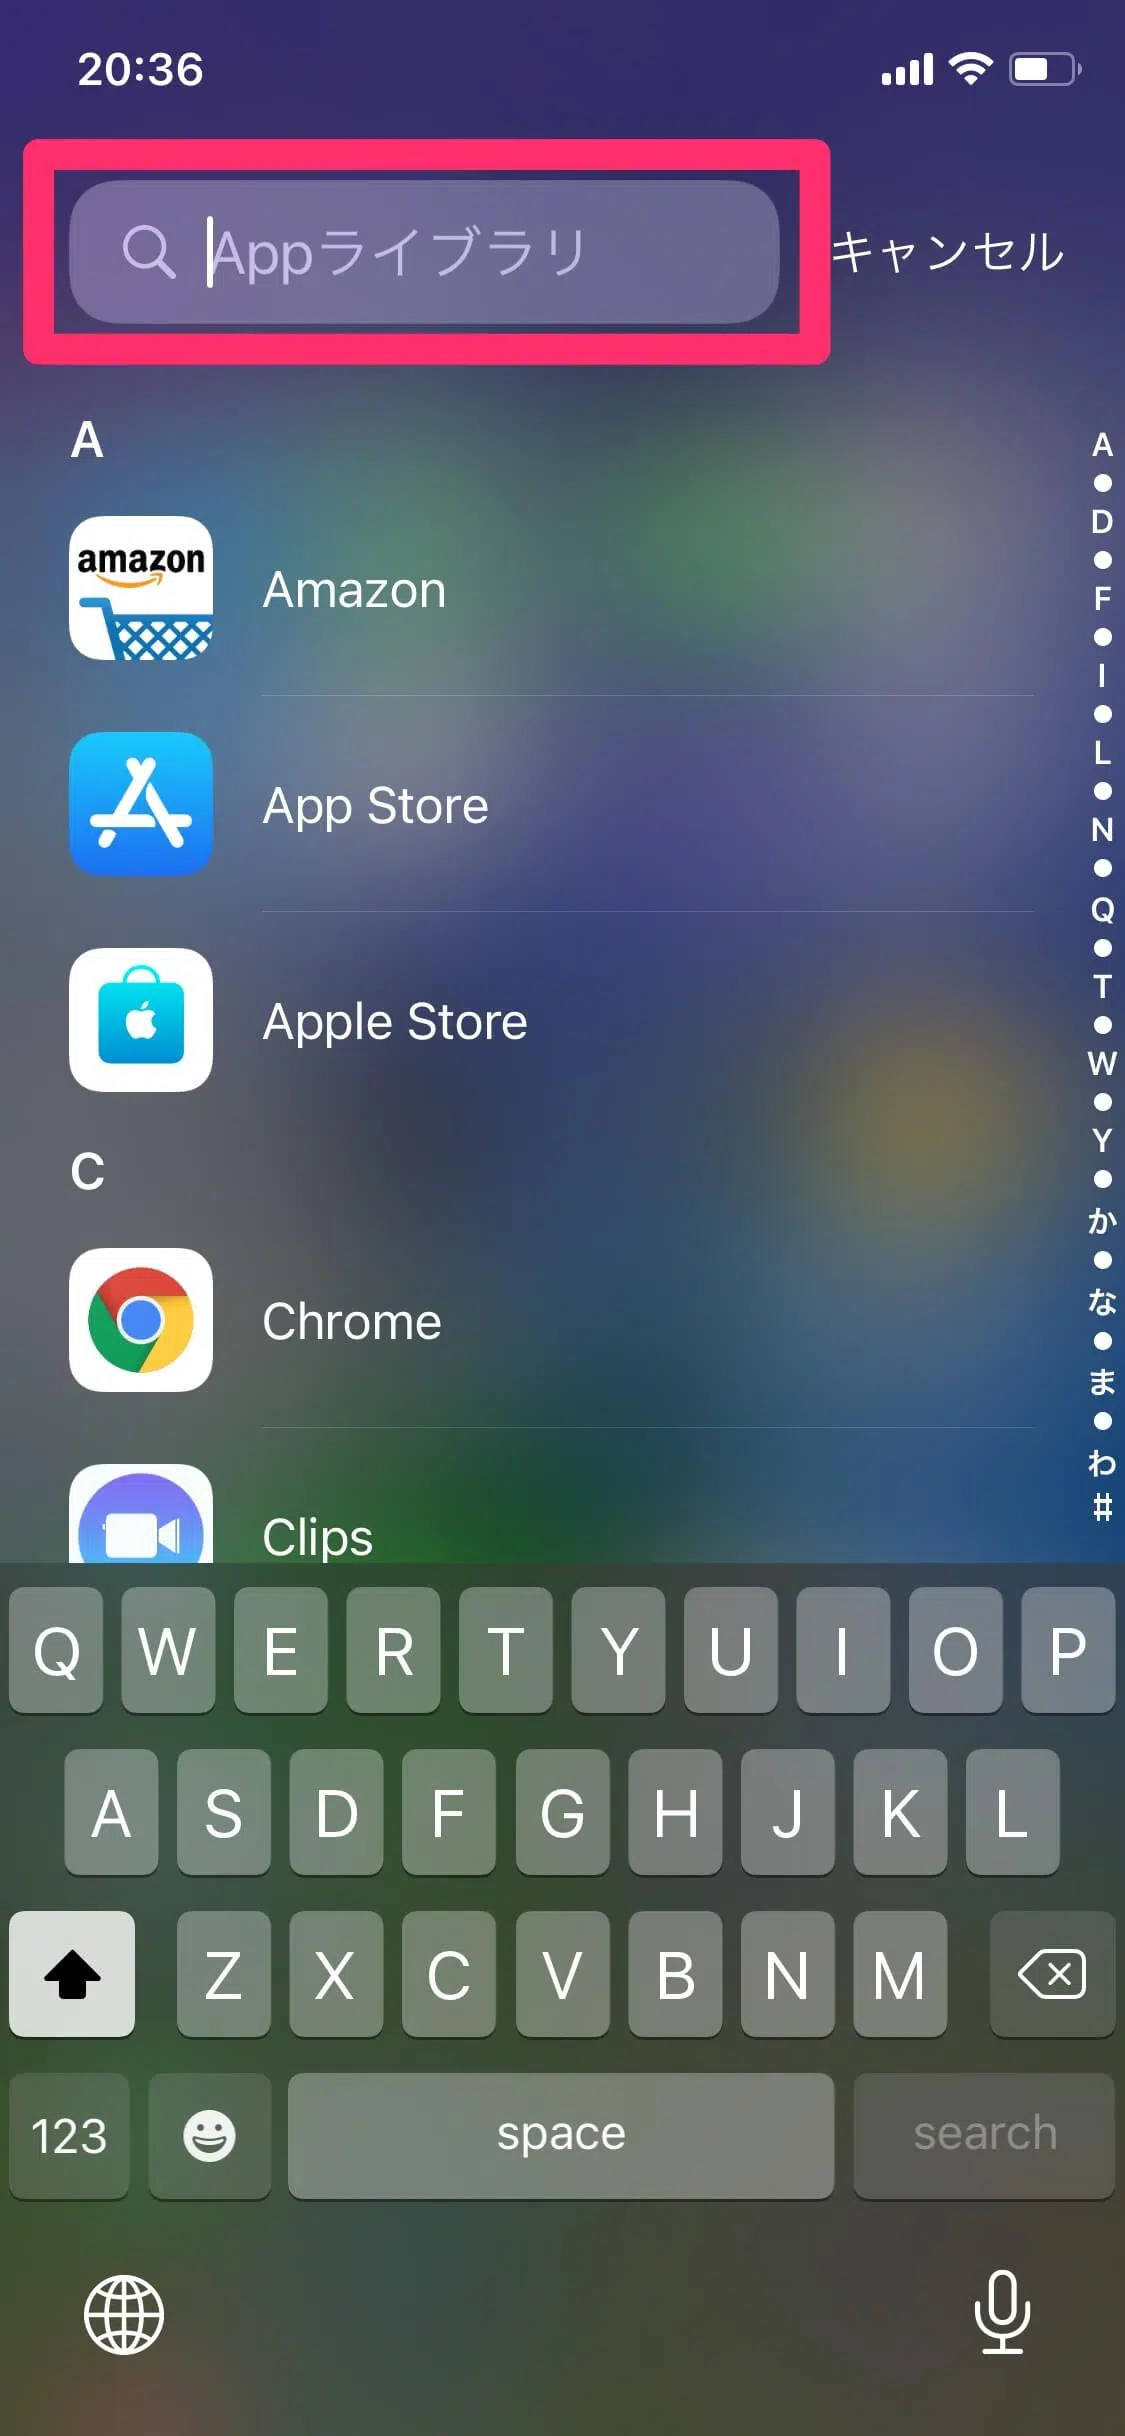 20:36
Appライブラリ
キャンセル
A
amazon
Amazon
App Store
Apple Store
C
Chrome
Clips
A
D
F
I
L
N
Q
T
W
Y
か
な
ま
わ
#
Q W E R T Y U I O P
A S D F G H J K L
Z X C V B N M
123 space search